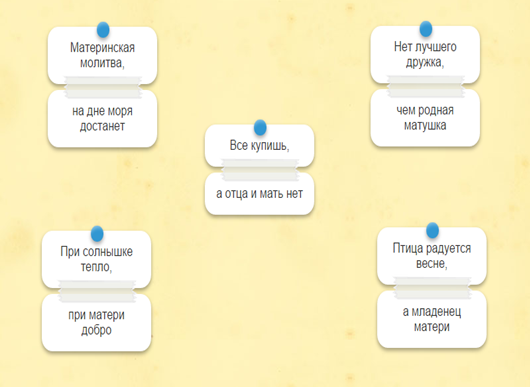 Материнская
молитва,
на дне моря
достанет
Нет лучшего
дружка,
чем родная
матушка
Все купишь,
а отца и мать нет
При солнышке
тепло,
при матери
добро
Птица радуется
весне,
а младенец
матери